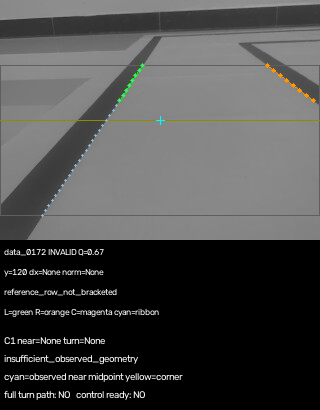 data_0172 INVALID Q=0.67
y=120 dx=None norm=None
reference_row_not_bracketed
L=green R=orange C=magenta cyan=ribbon
C1 near=None turn=None
insufficient_observed_geometry
cyan=observed near midpoint yellow=corner
full turn path: NO control ready: NO